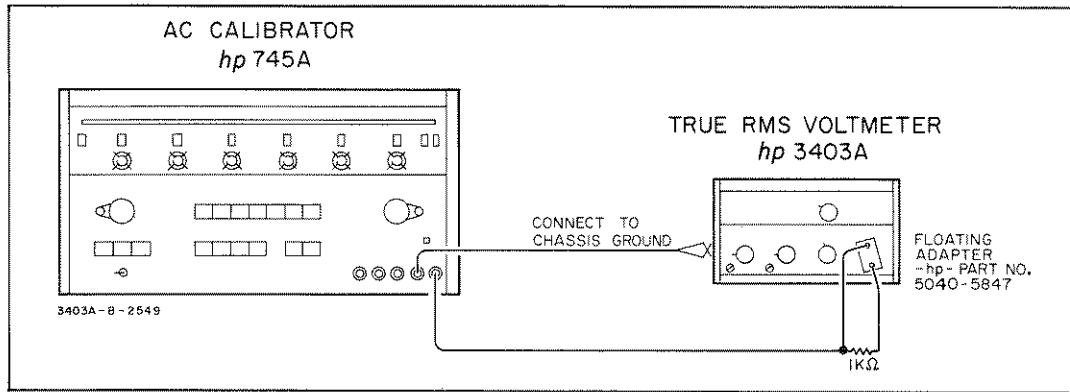 AC CALIBRATOR
hp 745A
TRUE RMS VOLTMETER
hp 3403A
CONNECT TO
CHASSIS GROUND
FLOATING
ADAPTER
-hp- PART NO.
5040-5847
3403A-B-2549
1KΩ